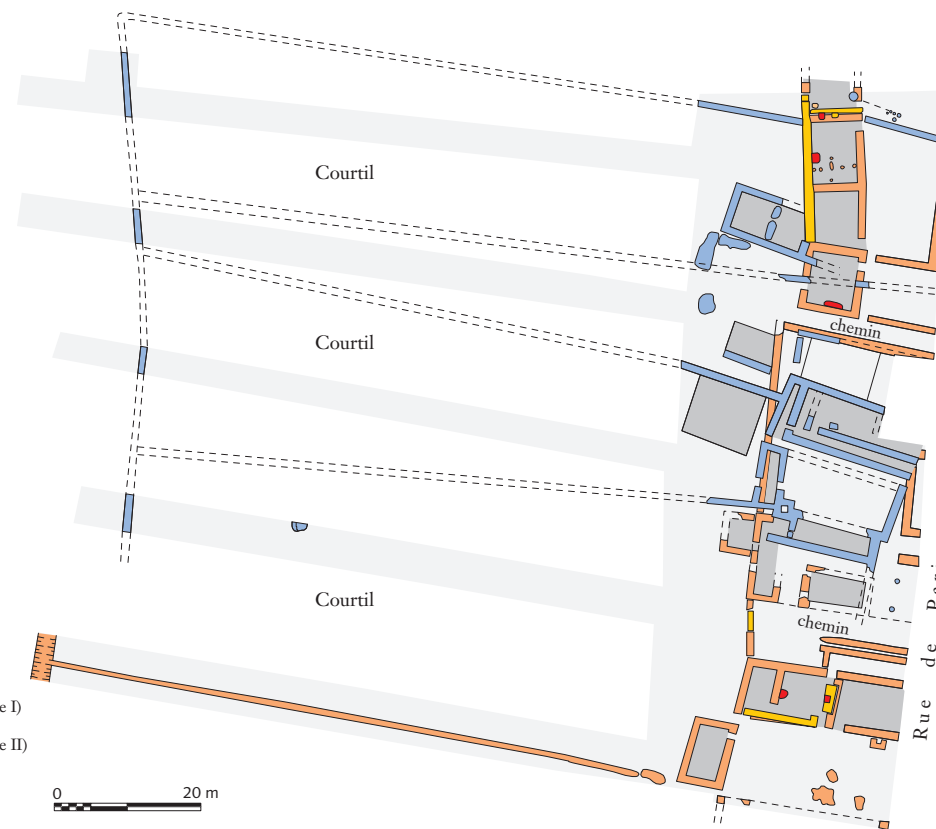 Courtil
chemin
Courtil
Courtil
chemin
Rue de
e I)
e II)
0 20 m